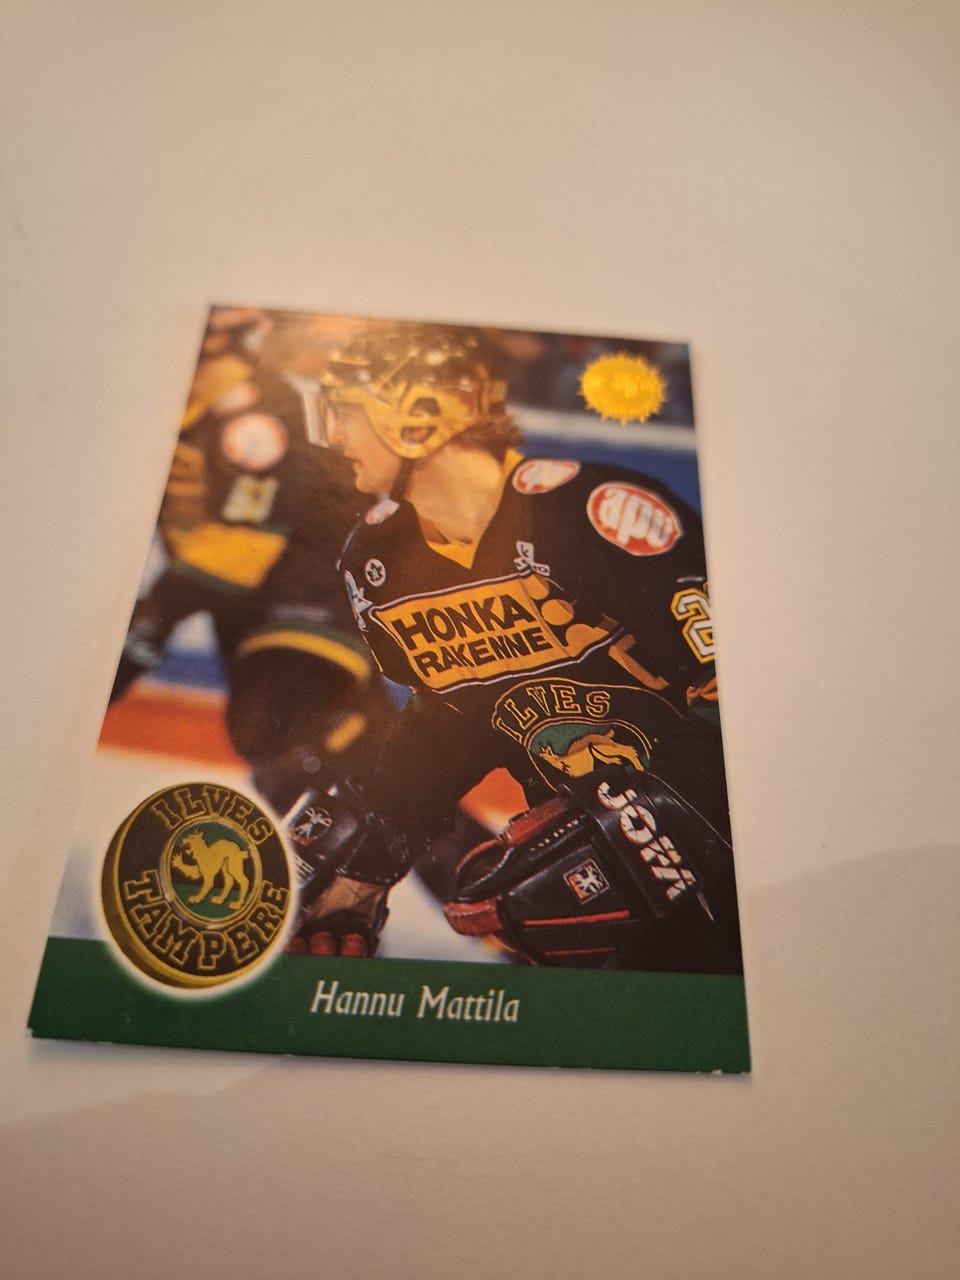 apu
HONKA
RAKENNE
ILVES
JOFA
ILVES
TAMPERE
Hannu Mattila